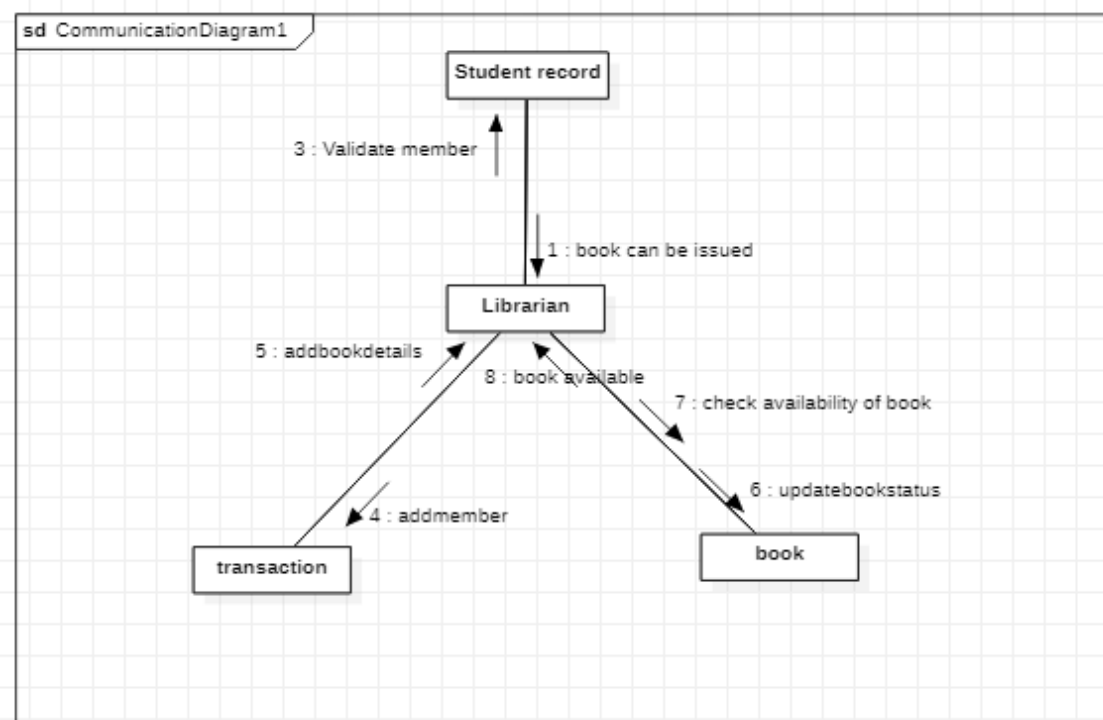 sd CommunicationDiagram1
Student record
3 : Validate member
1 : book can be issued
Librarian
5 : addbookdetails
8 : book available
7 : check availability of book
6 : updatebookstatus
4 : addmember
book
transaction